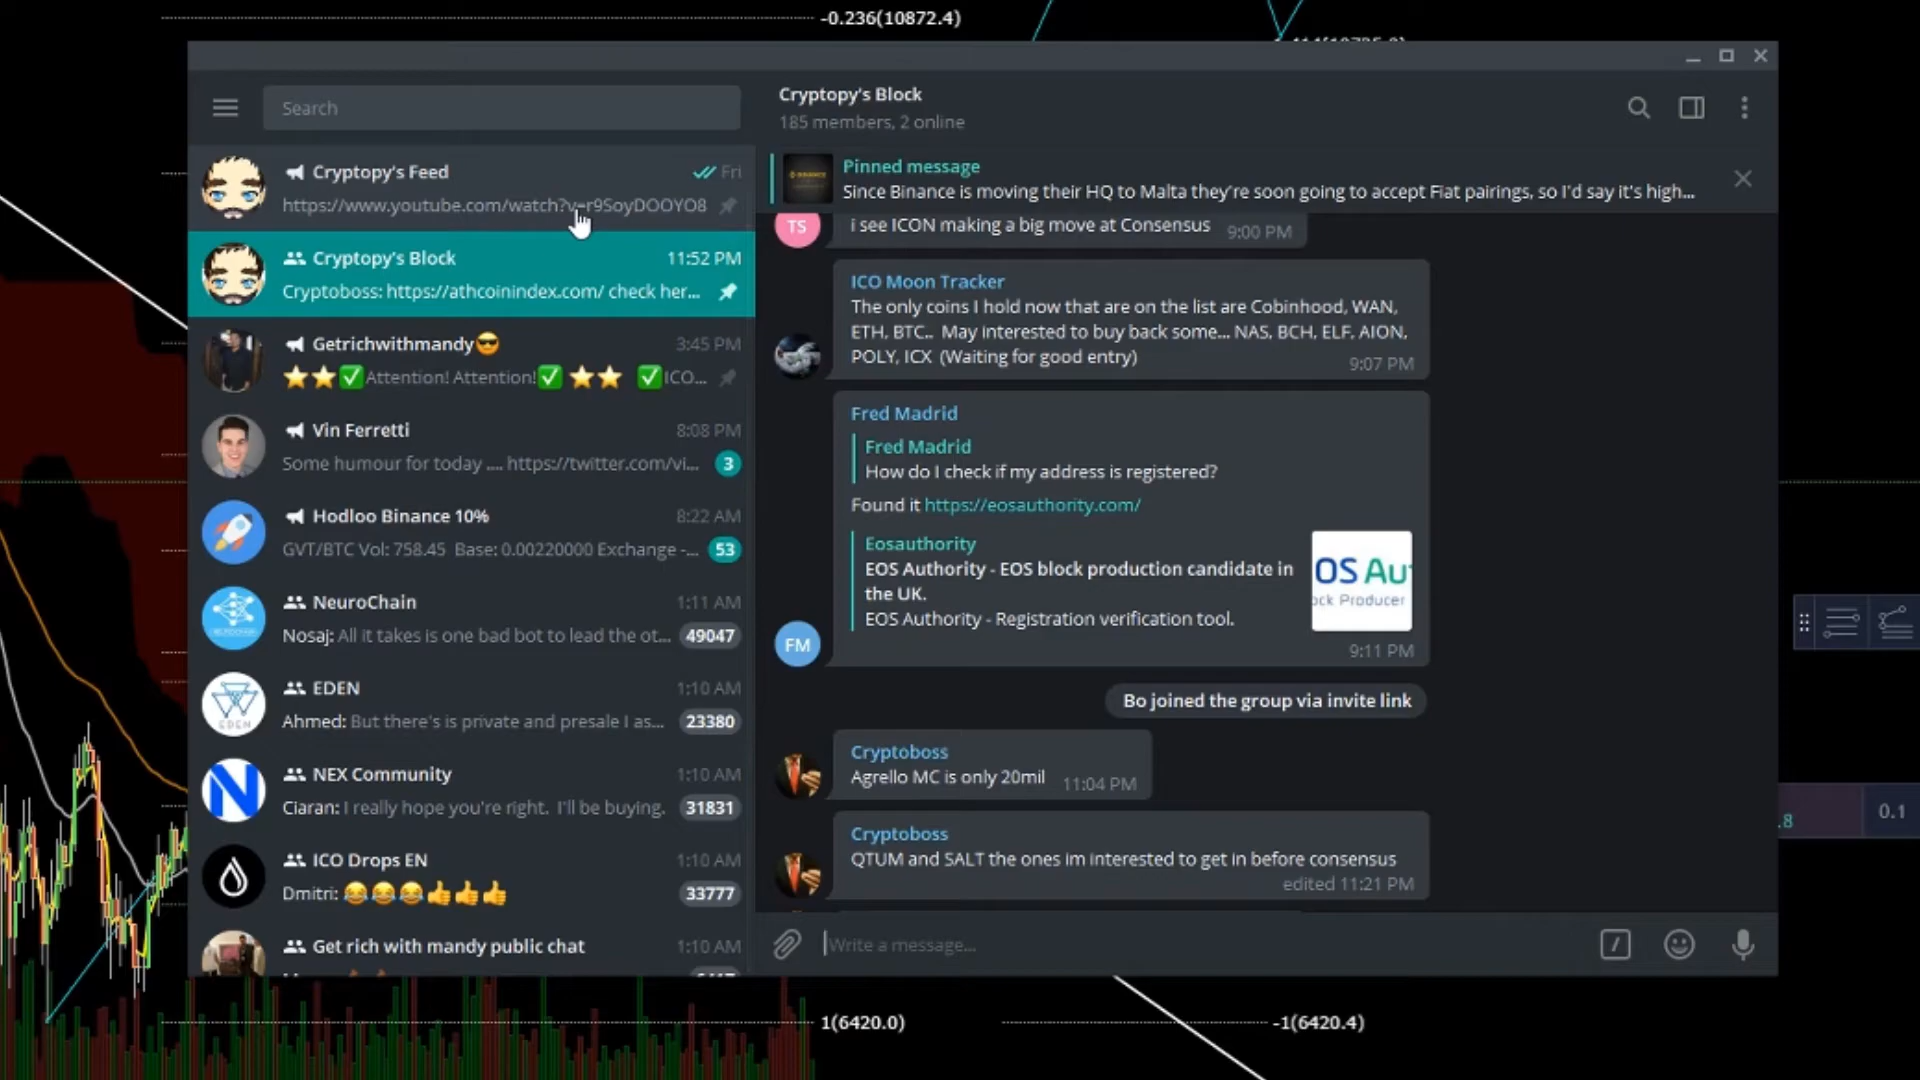 -0.236(10872.4)
Search
Cryptopy's Feed
Fri
https://www.youtube.com/watch?v=r9SoyDOOYO8
Cryptopy's Block
11:52 PM
Cryptoboss: https://athcoinindex.com/ check her...
Getrichwithmandy😎
3:45 PM
⭐⭐✅Attention! Attention!✅ ⭐⭐ ✅ICO...
Vin Ferretti
8:08 PM
Some humour for today .... https://twitter.com/vi...
3
Hodloo Binance 10%
8:22 AM
GVT/BTC Vol: 758.45 Base: 0.00220000 Exchange -...
53
NeuroChain
1:11 AM
Nosaj: All it takes is one bad bot to lead the ot...
49047
EDEN
EDEN
1:10 AM
Ahmed: But there's is private and presale I as...
23380
NEX Community
1:10 AM
Ciaran: I really hope you're right. I'll be buying.
31831
ICO Drops EN
1:10 AM
Dmitri: 😂😂😂👍👍👍
33777
Get rich with mandy public chat
1:10 AM
Cryptopy's Block
185 members, 2 online
Pinned message
Since Binance is moving their HQ to Malta they're soon going to accept Fiat pairings, so I'd say it's high...
BINANCE
TS
i see ICON making a big move at Consensus
9:00 PM
ICO Moon Tracker
The only coins I hold now that are on the list are Cobinhood, WAN,
ETH, BTC.. May interested to buy back some... NAS, BCH, ELF, AION,
POLY, ICX (Waiting for good entry)
9:07 PM
Fred Madrid
Fred Madrid
How do I check if my address is registered?
Found it https://eosauthority.com/
Eosauthority
EOS Authority - EOS block production candidate in
the UK.
EOS Authority - Registration verification tool.
OS Au
ock Producer
FM
9:11 PM
Bo joined the group via invite link
Cryptoboss
Agrello MC is only 20mil
11:04 PM
Cryptoboss
QTUM and SALT the ones im interested to get in before consensus
edited 11:21 PM
Write a message...
.8
0.1
1(6420.0)
-1(6420.4)